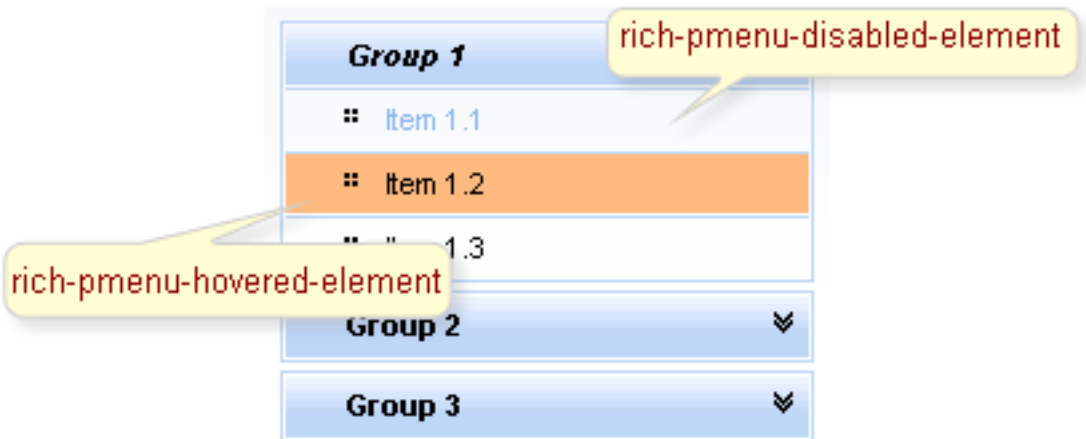 Group 1
rich-pmenu-disabled-element
Item 1.1
Item 1.2
1.3
rich-pmenu-hovered-element
Group 2
Group 3